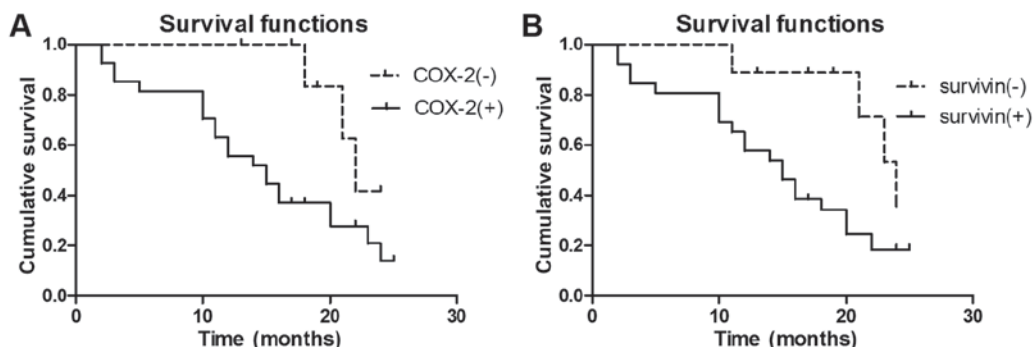 A
Survival functions
Cumulative survival
1.0
0.8
0.6
0.4
0.2
0.0
0
10
20
30
Time (months)
COX-2(-)
COX-2(+)
B
Survival functions
Cumulative survival
1.0
0.8
0.6
0.4
0.2
0.0
0
10
20
30
Time (months)
survivin(-)
survivin(+)